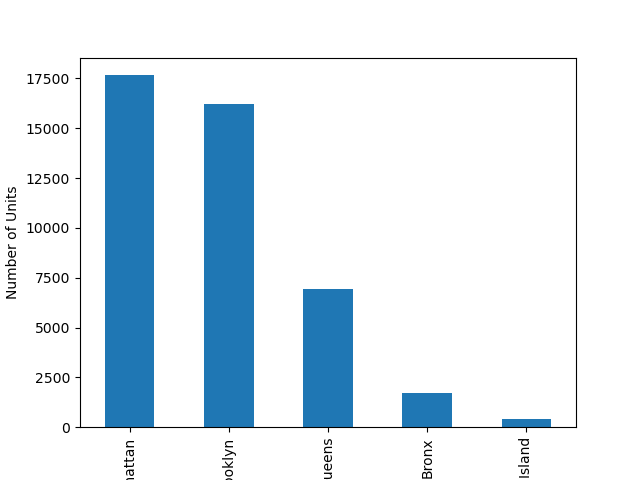 17500
15000
12500
10000
7500
5000
2500
0
Number of Units
hattan
ooklyn
ueens
Bronx
Island